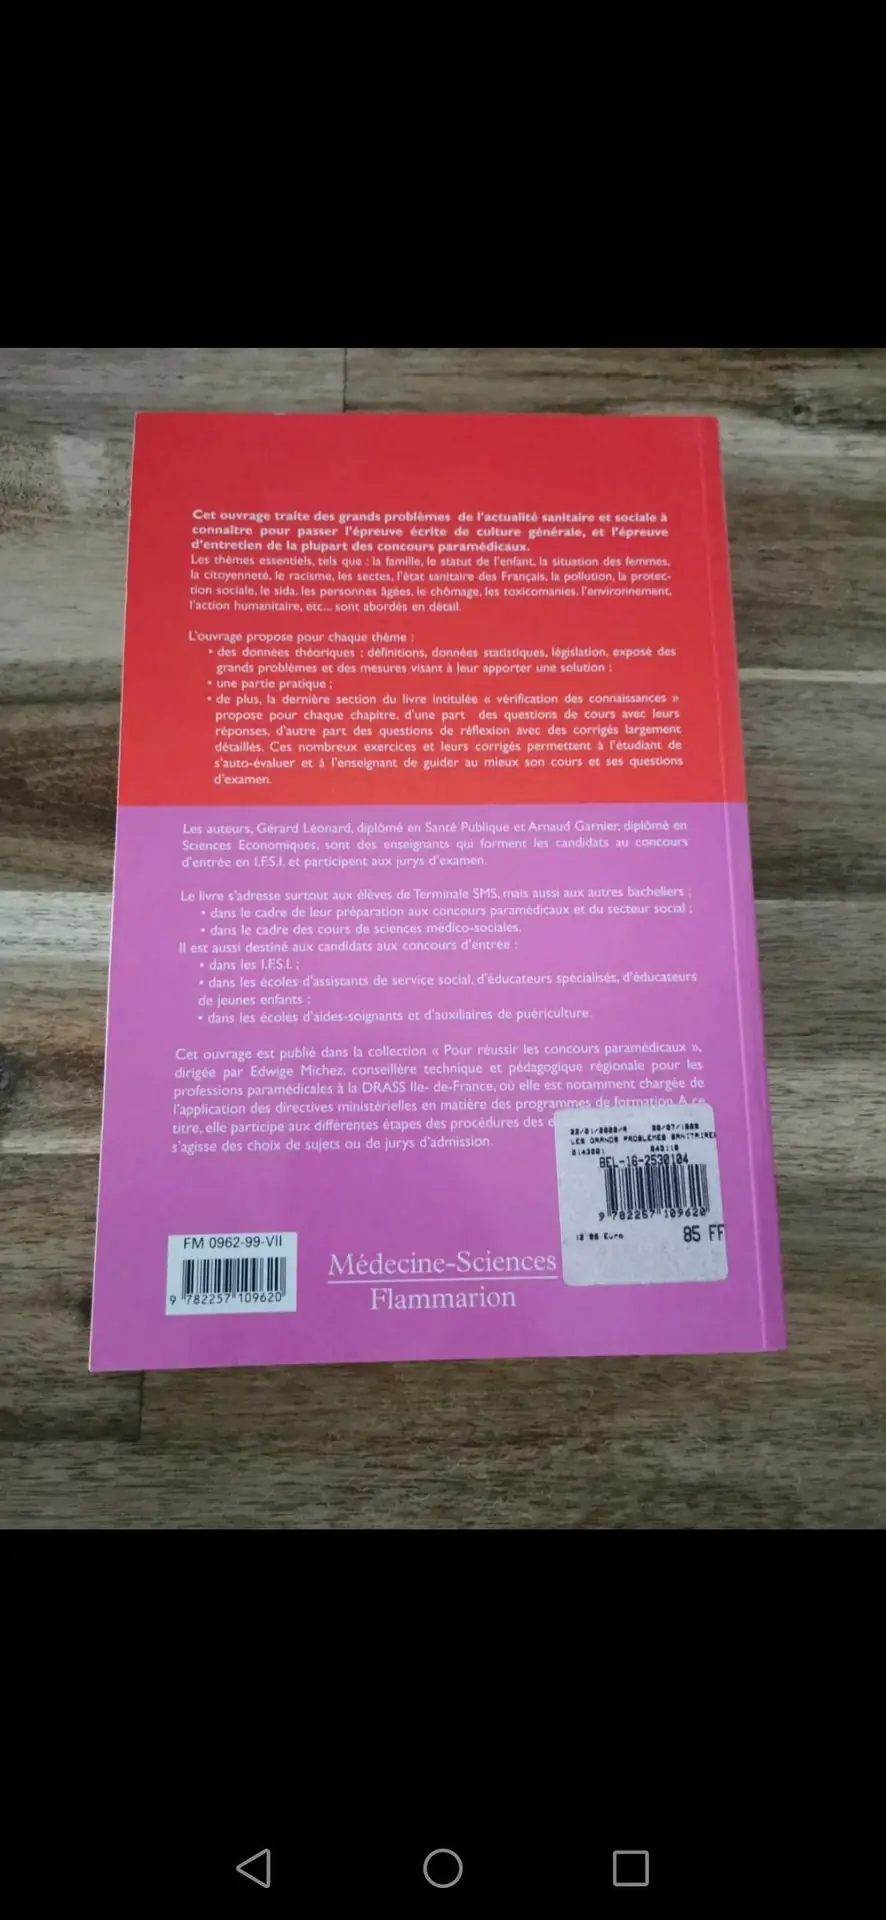 Cet ouvrage traite des grands problèmes de l'actualité sanitaire et sociale à
connaître pour passer l'épreuve écrite de culture générale, et l'épreuve
d'entretien de la plupart des concours paramédicaux.
Les thèmes essentiels, tels que : la famille, le statut de l'enfant, la situation des femmes,
la citoyenneté, le racisme, les sectes, l'état sanitaire des Français, la pollution, la protec-
tion sociale, le sida, les personnes âgées, le chômage, les toxicomanies, l'environnement,
l'action humanitaire, etc... sont abordés en détail.
L'ouvrage propose pour chaque thème :
• des données théoriques : définitions, données statistiques, législation, exposé des
grands problèmes et des mesures visant à leur apporter une solution ;
• une partie pratique ;
• de plus, la dernière section du livre intitulée « vérification des connaissances »
propose pour chaque chapitre, d'une part des questions de cours avec leurs
réponses, d'autre part des questions de réflexion avec des corrigés largement
détaillés. Ces nombreux exercices et leurs corrigés permettent à l'étudiant de
s'auto-évaluer et à l'enseignant de guider au mieux son cours et ses questions
d'examen.
Les auteurs, Gérard Léonard, diplômé en Santé Publique et Arnaud Garnier, diplômé en
Sciences Economiques, sont des enseignants qui forment les candidats au concours
d'entrée en I.F.S.I. et participent aux jurys d'examen.
Le livre s'adresse surtout aux élèves de Terminale SMS, mais aussi aux autres bacheliers :
• dans le cadre de leur préparation aux concours paramédicaux et du secteur social ;
• dans le cadre des cours de sciences médico-sociales.
Il est aussi destiné aux candidats aux concours d'entrée :
• dans les I.F.S.I. ;
• dans les écoles d'assistants de service social, d'éducateurs spécialisés, d'éducateurs
de jeunes enfants ;
• dans les écoles d'aides-soignants et d'auxiliaires de puériculture.
Cet ouvrage est publié dans la collection « Pour réussir les concours paramédicaux »,
dirigée par Edwige Michez, conseillère technique et pédagogique régionale pour les
professions paramédicales à la DRASS Ile- de-France, où elle est notamment chargée de
l'application des directives ministérielles en matière des programmes de formation A ce
titre, elle participe aux différentes étapes des procédures des
s'agisse des choix de sujets ou de jurys d'admission.
LES GRANDS PROBLEMES SANITAIRES
BEL-16-2530104
9 782257 109620
85 FF
FM 0962-99-VII
9 782257 109620
Médecine-Sciences
Flammarion